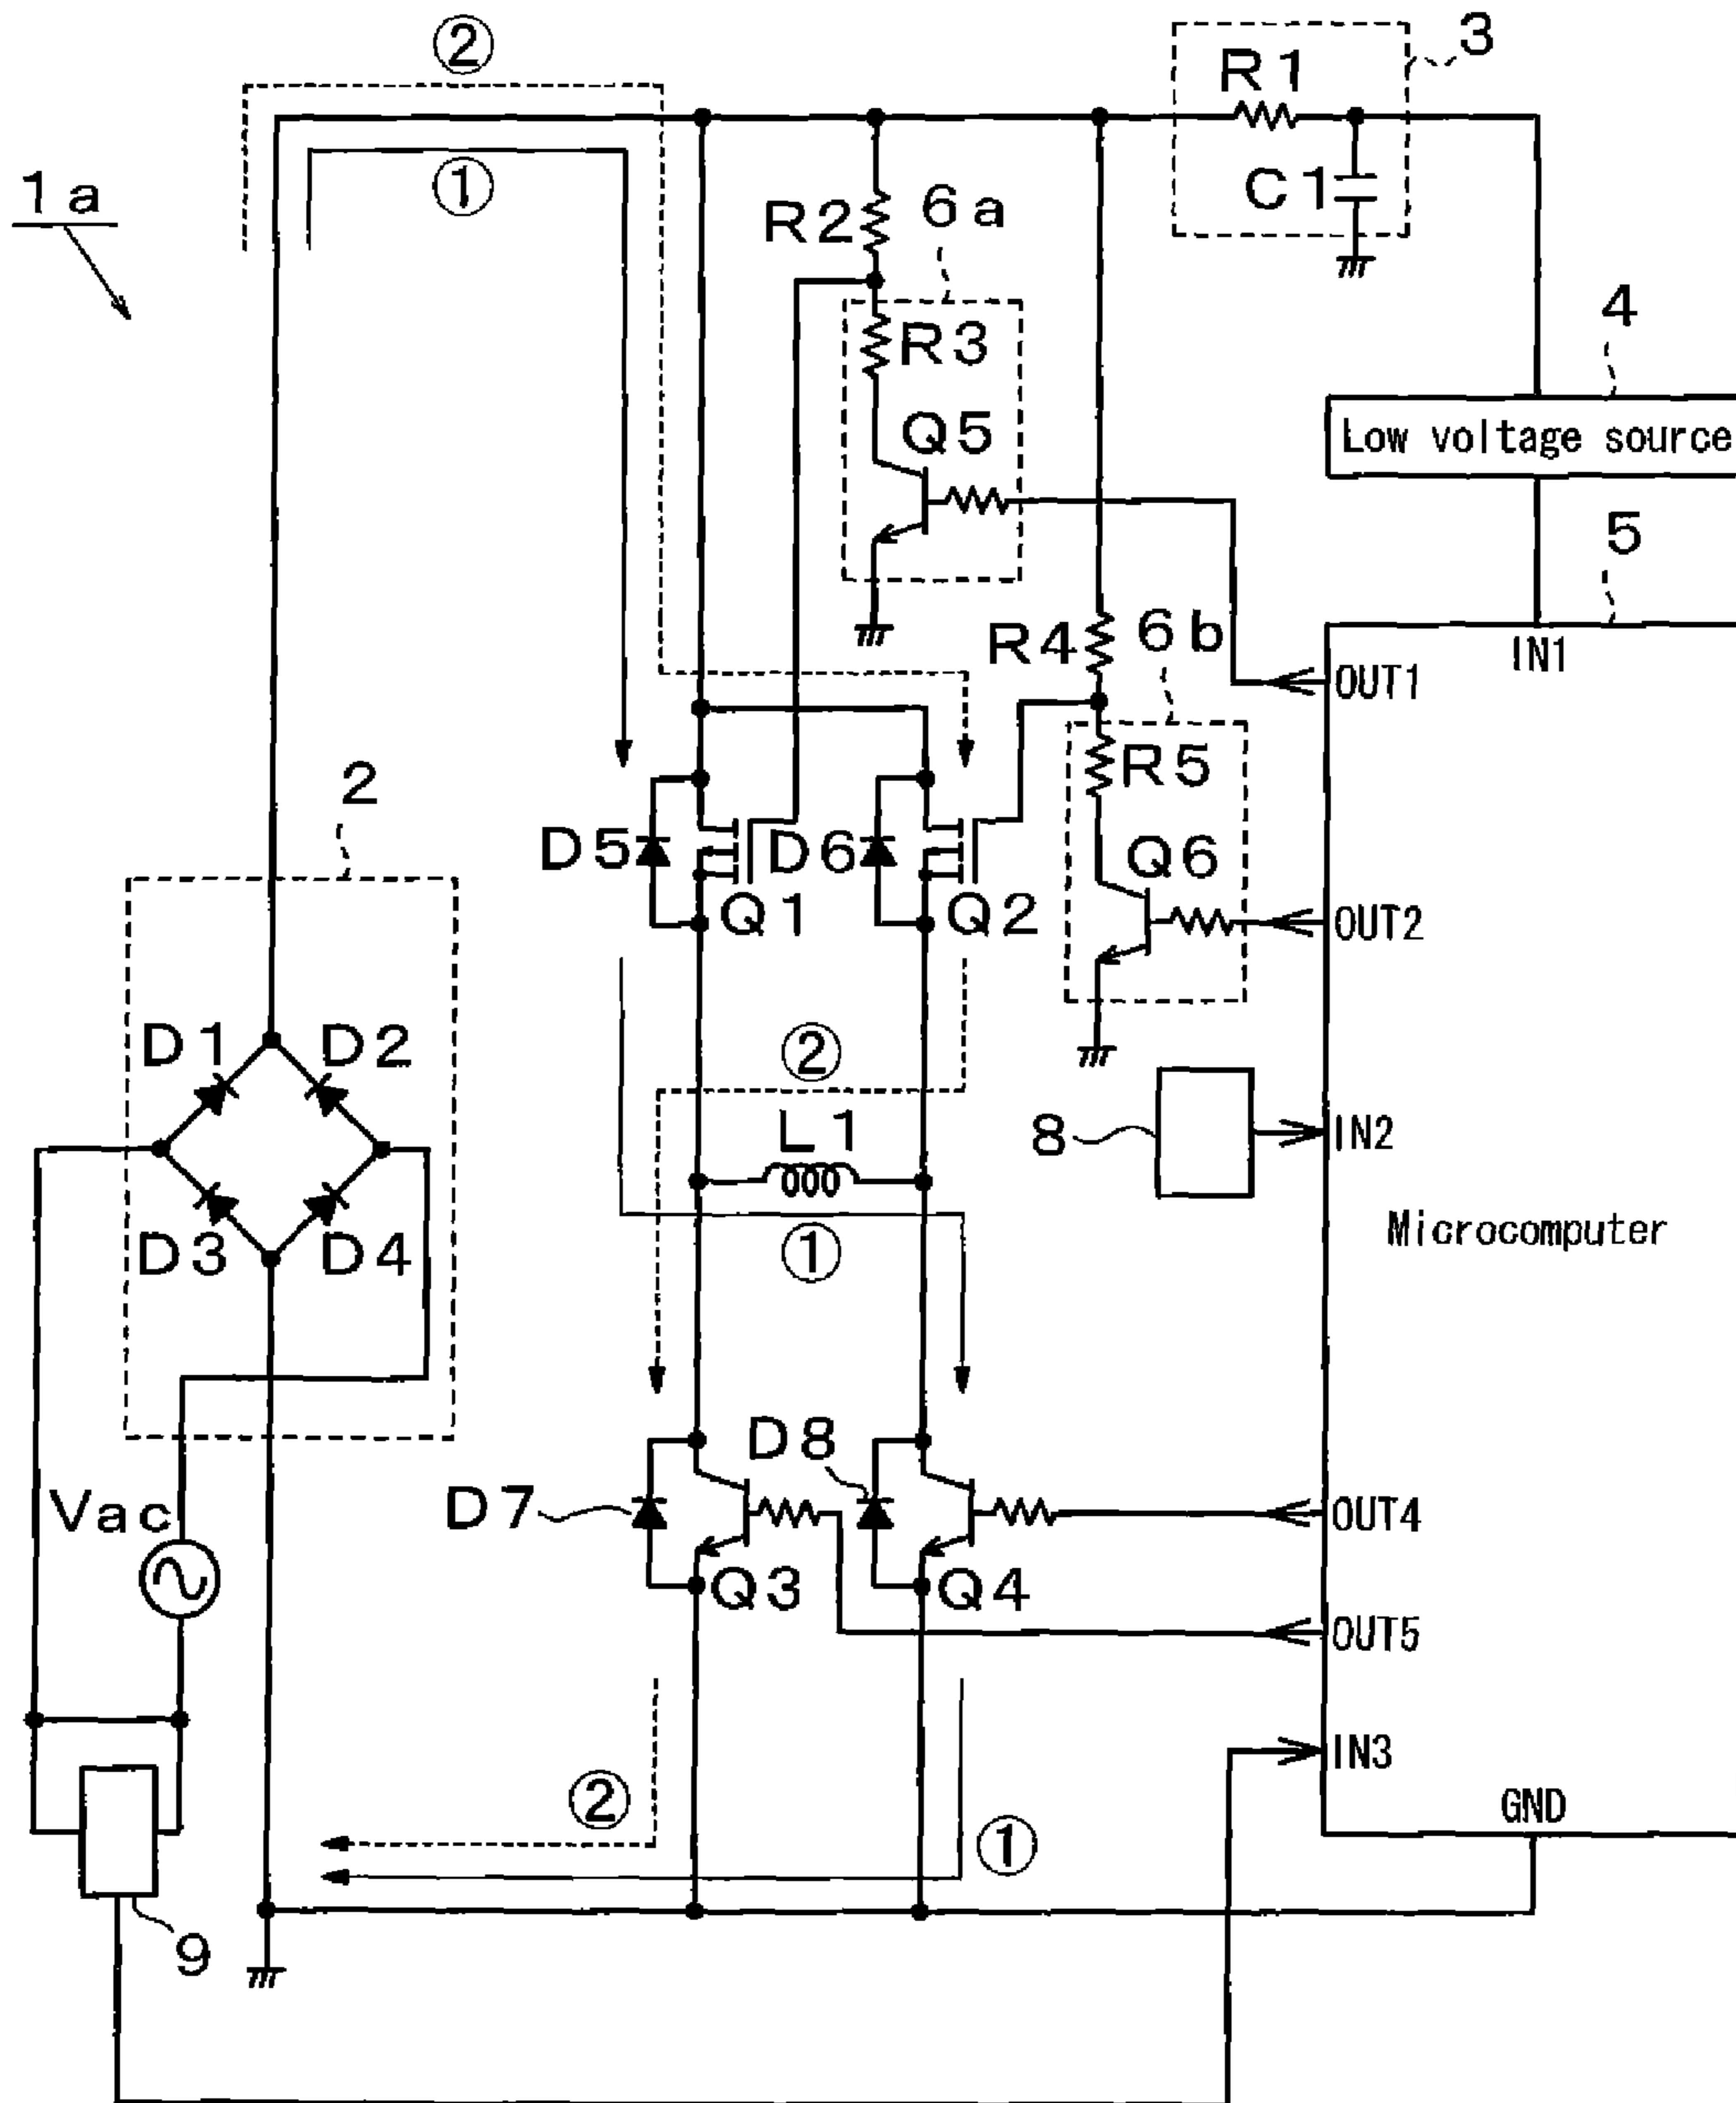 ②
3
R1
①
1a
C1
R2
6a
R3
4
Q5
Low voltage source
5
R4
6b
IN1
OUT1
R5
2
D5
D6
Q6
Q1
Q2
OUT2
D1
D2
②
8
IN2
L1
D3
D4
①
Microcomputer
D8
Vac
D7
OUT4
Q3
Q4
OUT5
IN3
②
①
GND
9